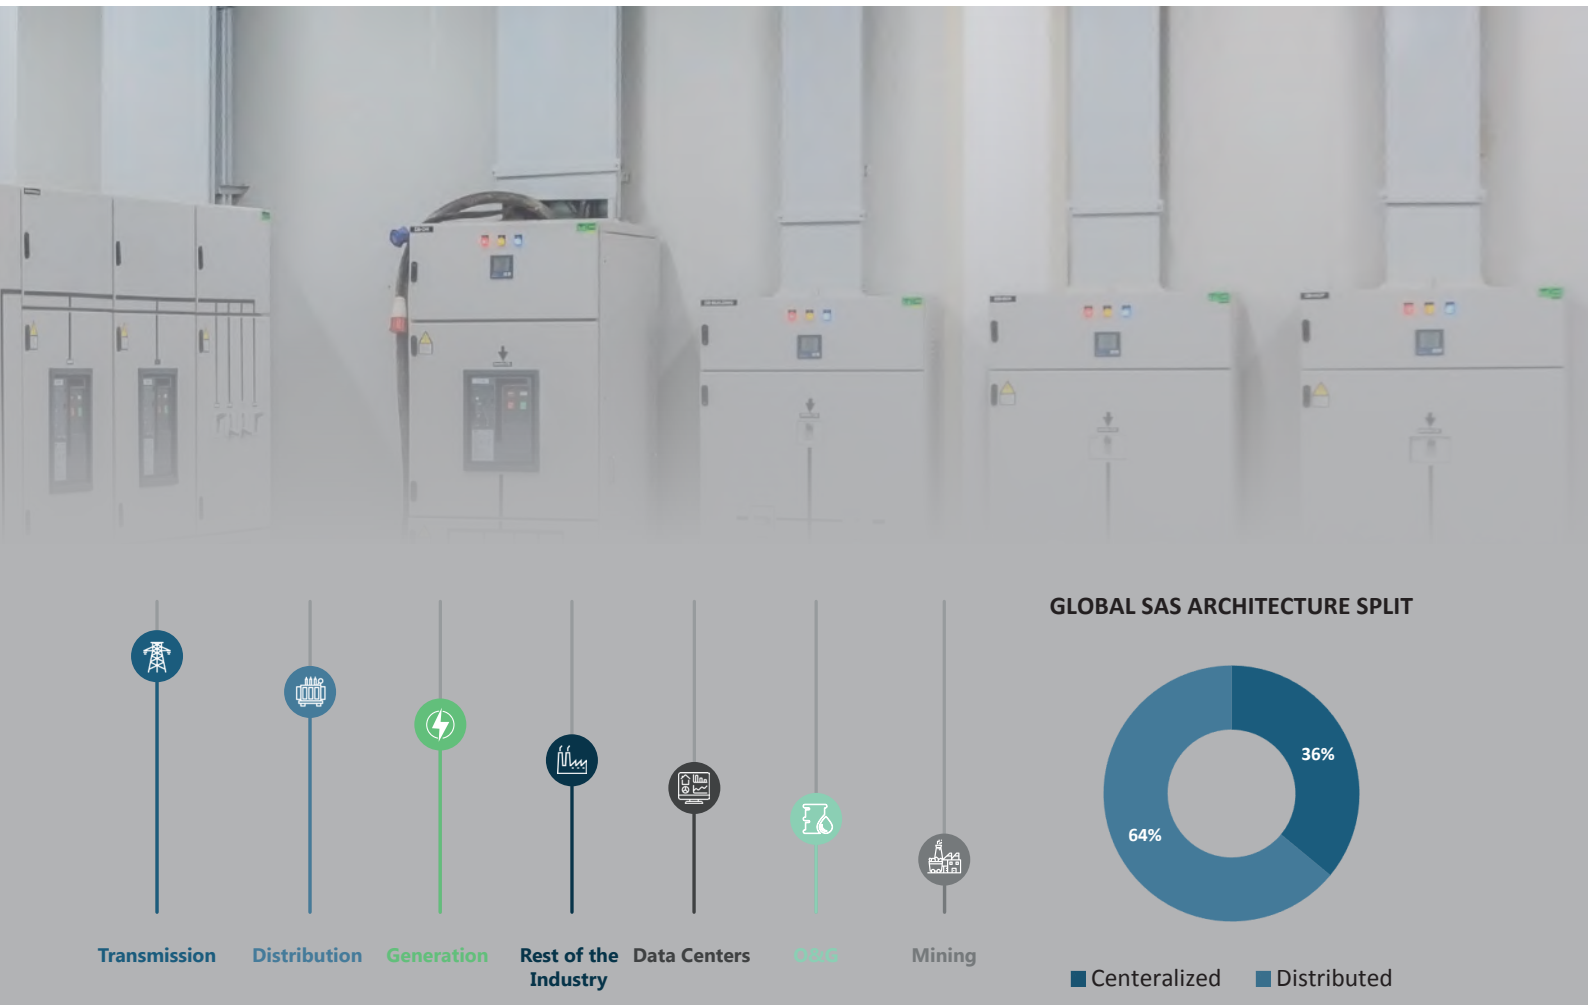 GLOBAL SAS ARCHITECTURE SPLIT
36%
64%
Transmission
Distribution
Generation
Rest of the
Industry
Data Centers
O&G
Mining
Centeralized
Distributed